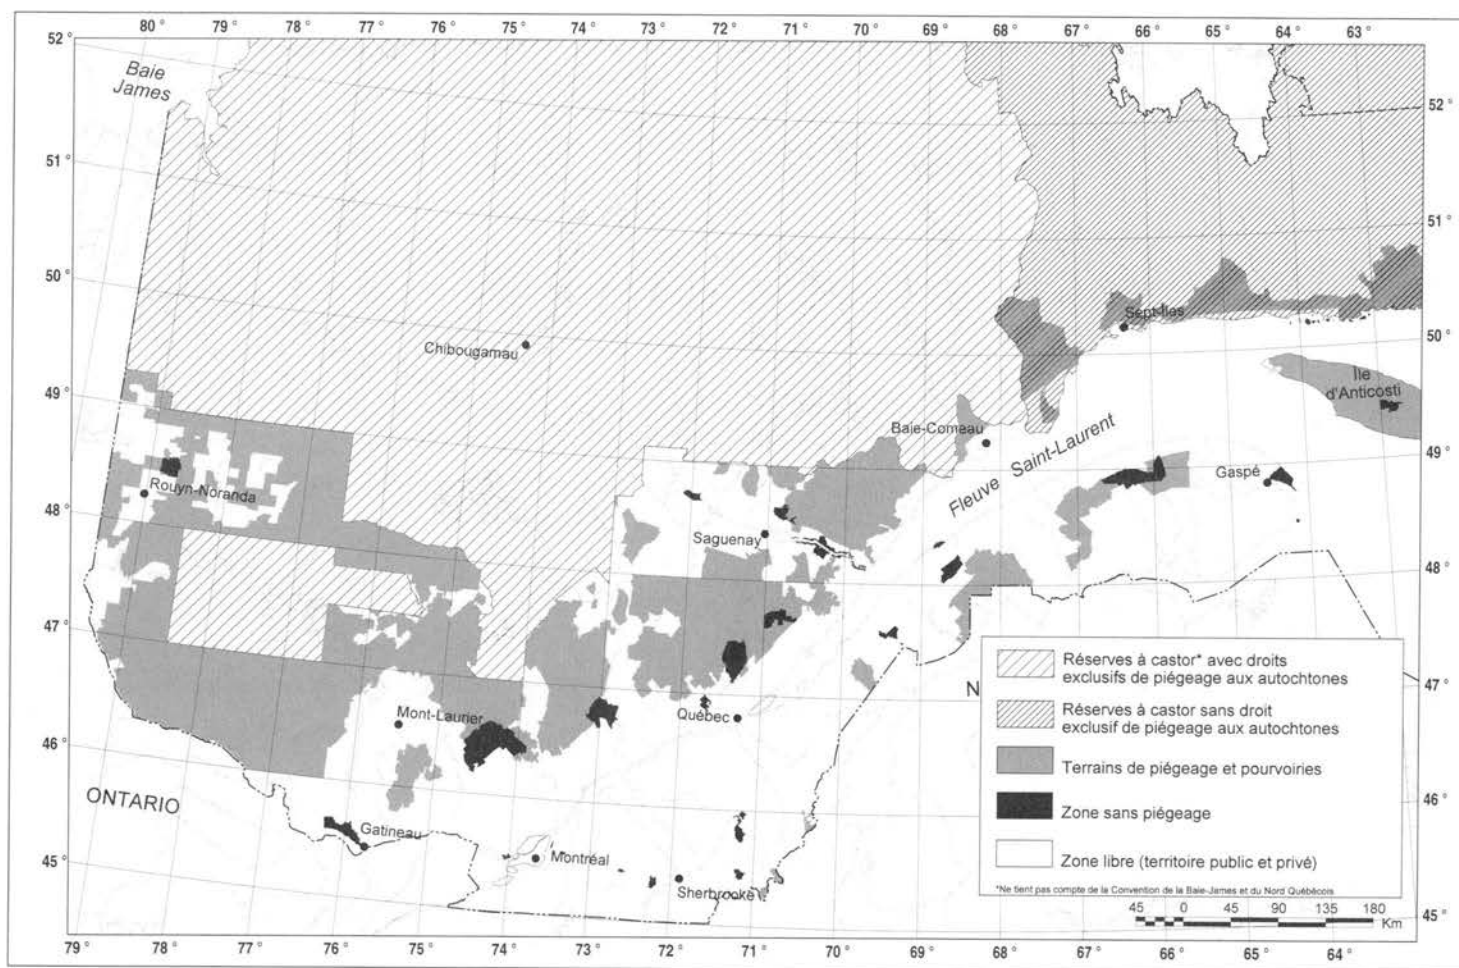 80 ° 79 ° 78 ° 77 ° 76 ° 75 ° 74 ° 73 ° 72 ° 71 ° 70 ° 69 ° 68 ° 67 ° 66 ° 65 ° 64 ° 63 °
52 °
Baie
James
52 °
51 °
51 °
50 °
Sept-Îles
50 °
Chibougamau
49 °
Île
d'Anticosti
Baie-Comeau
Fleuve Saint-Laurent
49 °
Gaspé
48 °
Rouyn-Noranda
Saguenay
48 °
47 °
Mont-Laurier
Québec
N
47 °
46 °
ONTARIO
46 °
Gatineau
45 °
Montréal
Sherbrooke
45 °
Réserves à castor* avec droits
exclusifs de piégeage aux autochtones
Réserves à castor sans droit
exclusif de piégeage aux autochtones
Terrains de piégeage et pourvoiries
Zone sans piégeage
Zone libre (territoire public et privé)
*Ne tient pas compte de la Convention de la Baie-James et du Nord Québécois
45 0 45 90 135 180
Km
79 ° 78 ° 77 ° 76 ° 75 ° 74 ° 73 ° 72 ° 71 ° 70 ° 69 ° 68 ° 67 ° 66 ° 65 ° 64 °